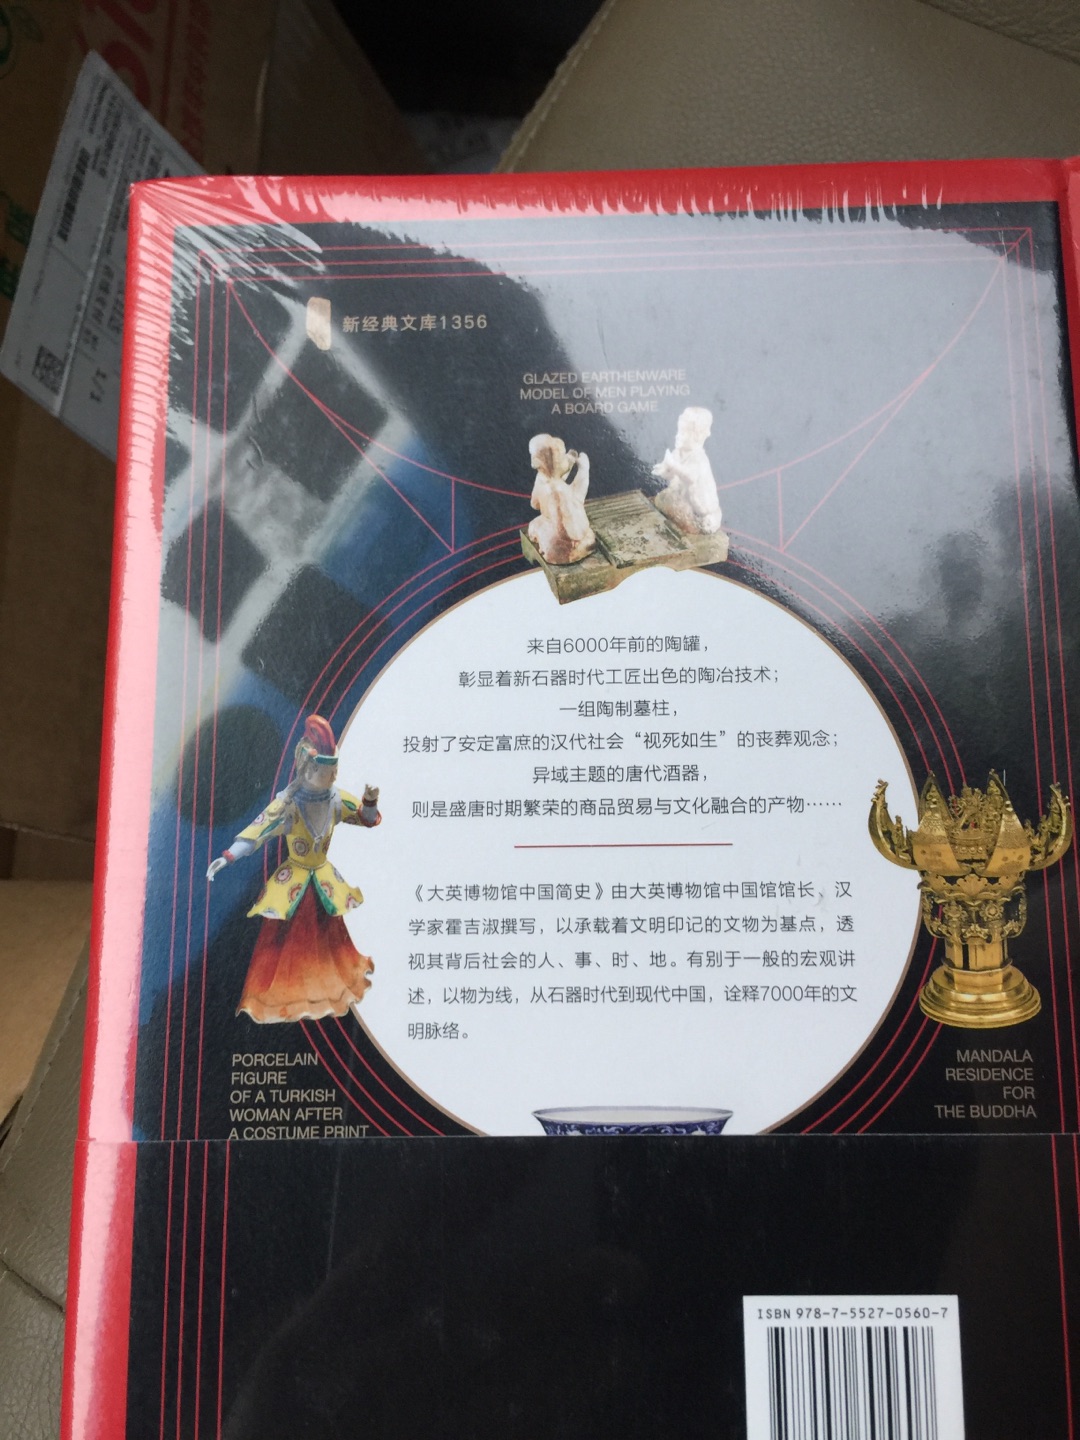 新经典文库1356
GLAZED EARTHENWARE
MODEL OF MEN PLAYING
A BOARD GAME
来自6000年前的陶罐，
彰显着新石器时代工匠出色的陶冶技术；
一组陶制墓柱，
投射了安定富庶的汉代社会“视死如生”的丧葬观念；
异域主题的唐代酒器，
则是盛唐时期繁荣的商品贸易与文化融合的产物……
《大英博物馆中国简史》由大英博物馆中国馆馆长、汉
学家霍吉淑撰写，以承载着文明印记的文物为基点，透
视其背后社会的人、事、时、地。有别于一般的宏观讲
述，以物为线，从石器时代到现代中国，诠释7000年的文
明脉络。
PORCELAIN
FIGURE
OF A TURKISH
WOMAN AFTER
A COSTUME PRINT
MANDALA
RESIDENCE
FOR
THE BUDDHA
ISBN 978-7-5527-0560-7
1/1